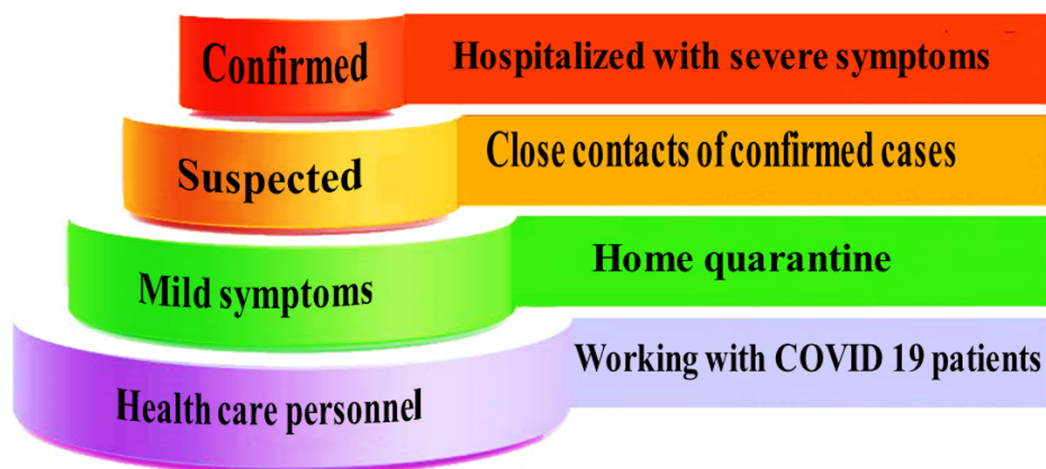 Confirmed
Hospitalized with severe symptoms
Suspected
Close contacts of confirmed cases
Mild symptoms
Home quarantine
Health care personnel
Working with COVID 19 patients